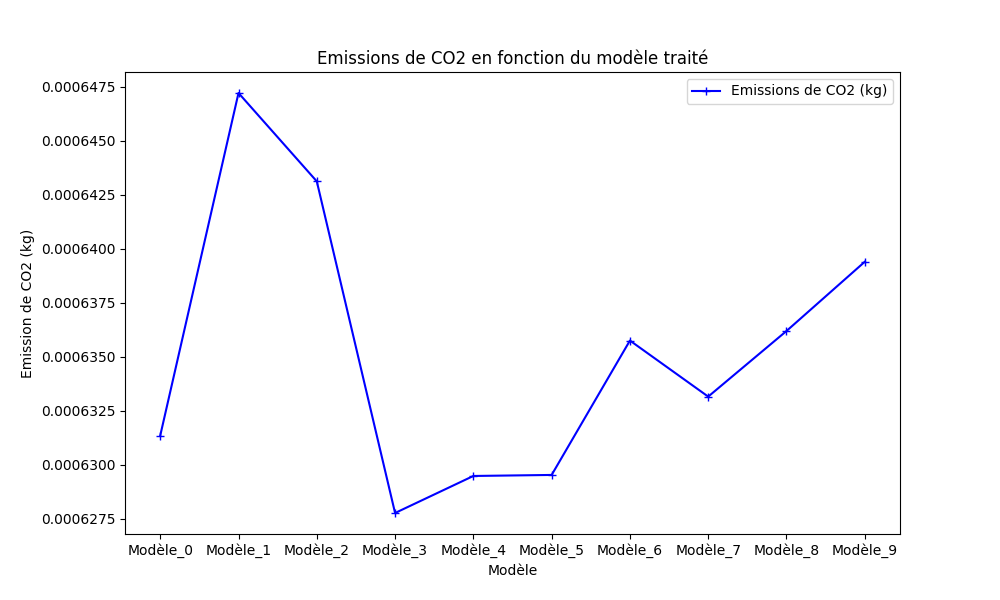 Emissions de CO2 en fonction du modèle traité
Emissions de CO2 (kg)
0.0006475
0.0006450
0.0006425
0.0006400
0.0006375
0.0006350
0.0006325
0.0006300
0.0006275
Emission de CO2 (kg)
Modèle_0 Modèle_1 Modèle_2 Modèle_3 Modèle_4 Modèle_5 Modèle_6 Modèle_7 Modèle_8 Modèle_9
Modèle